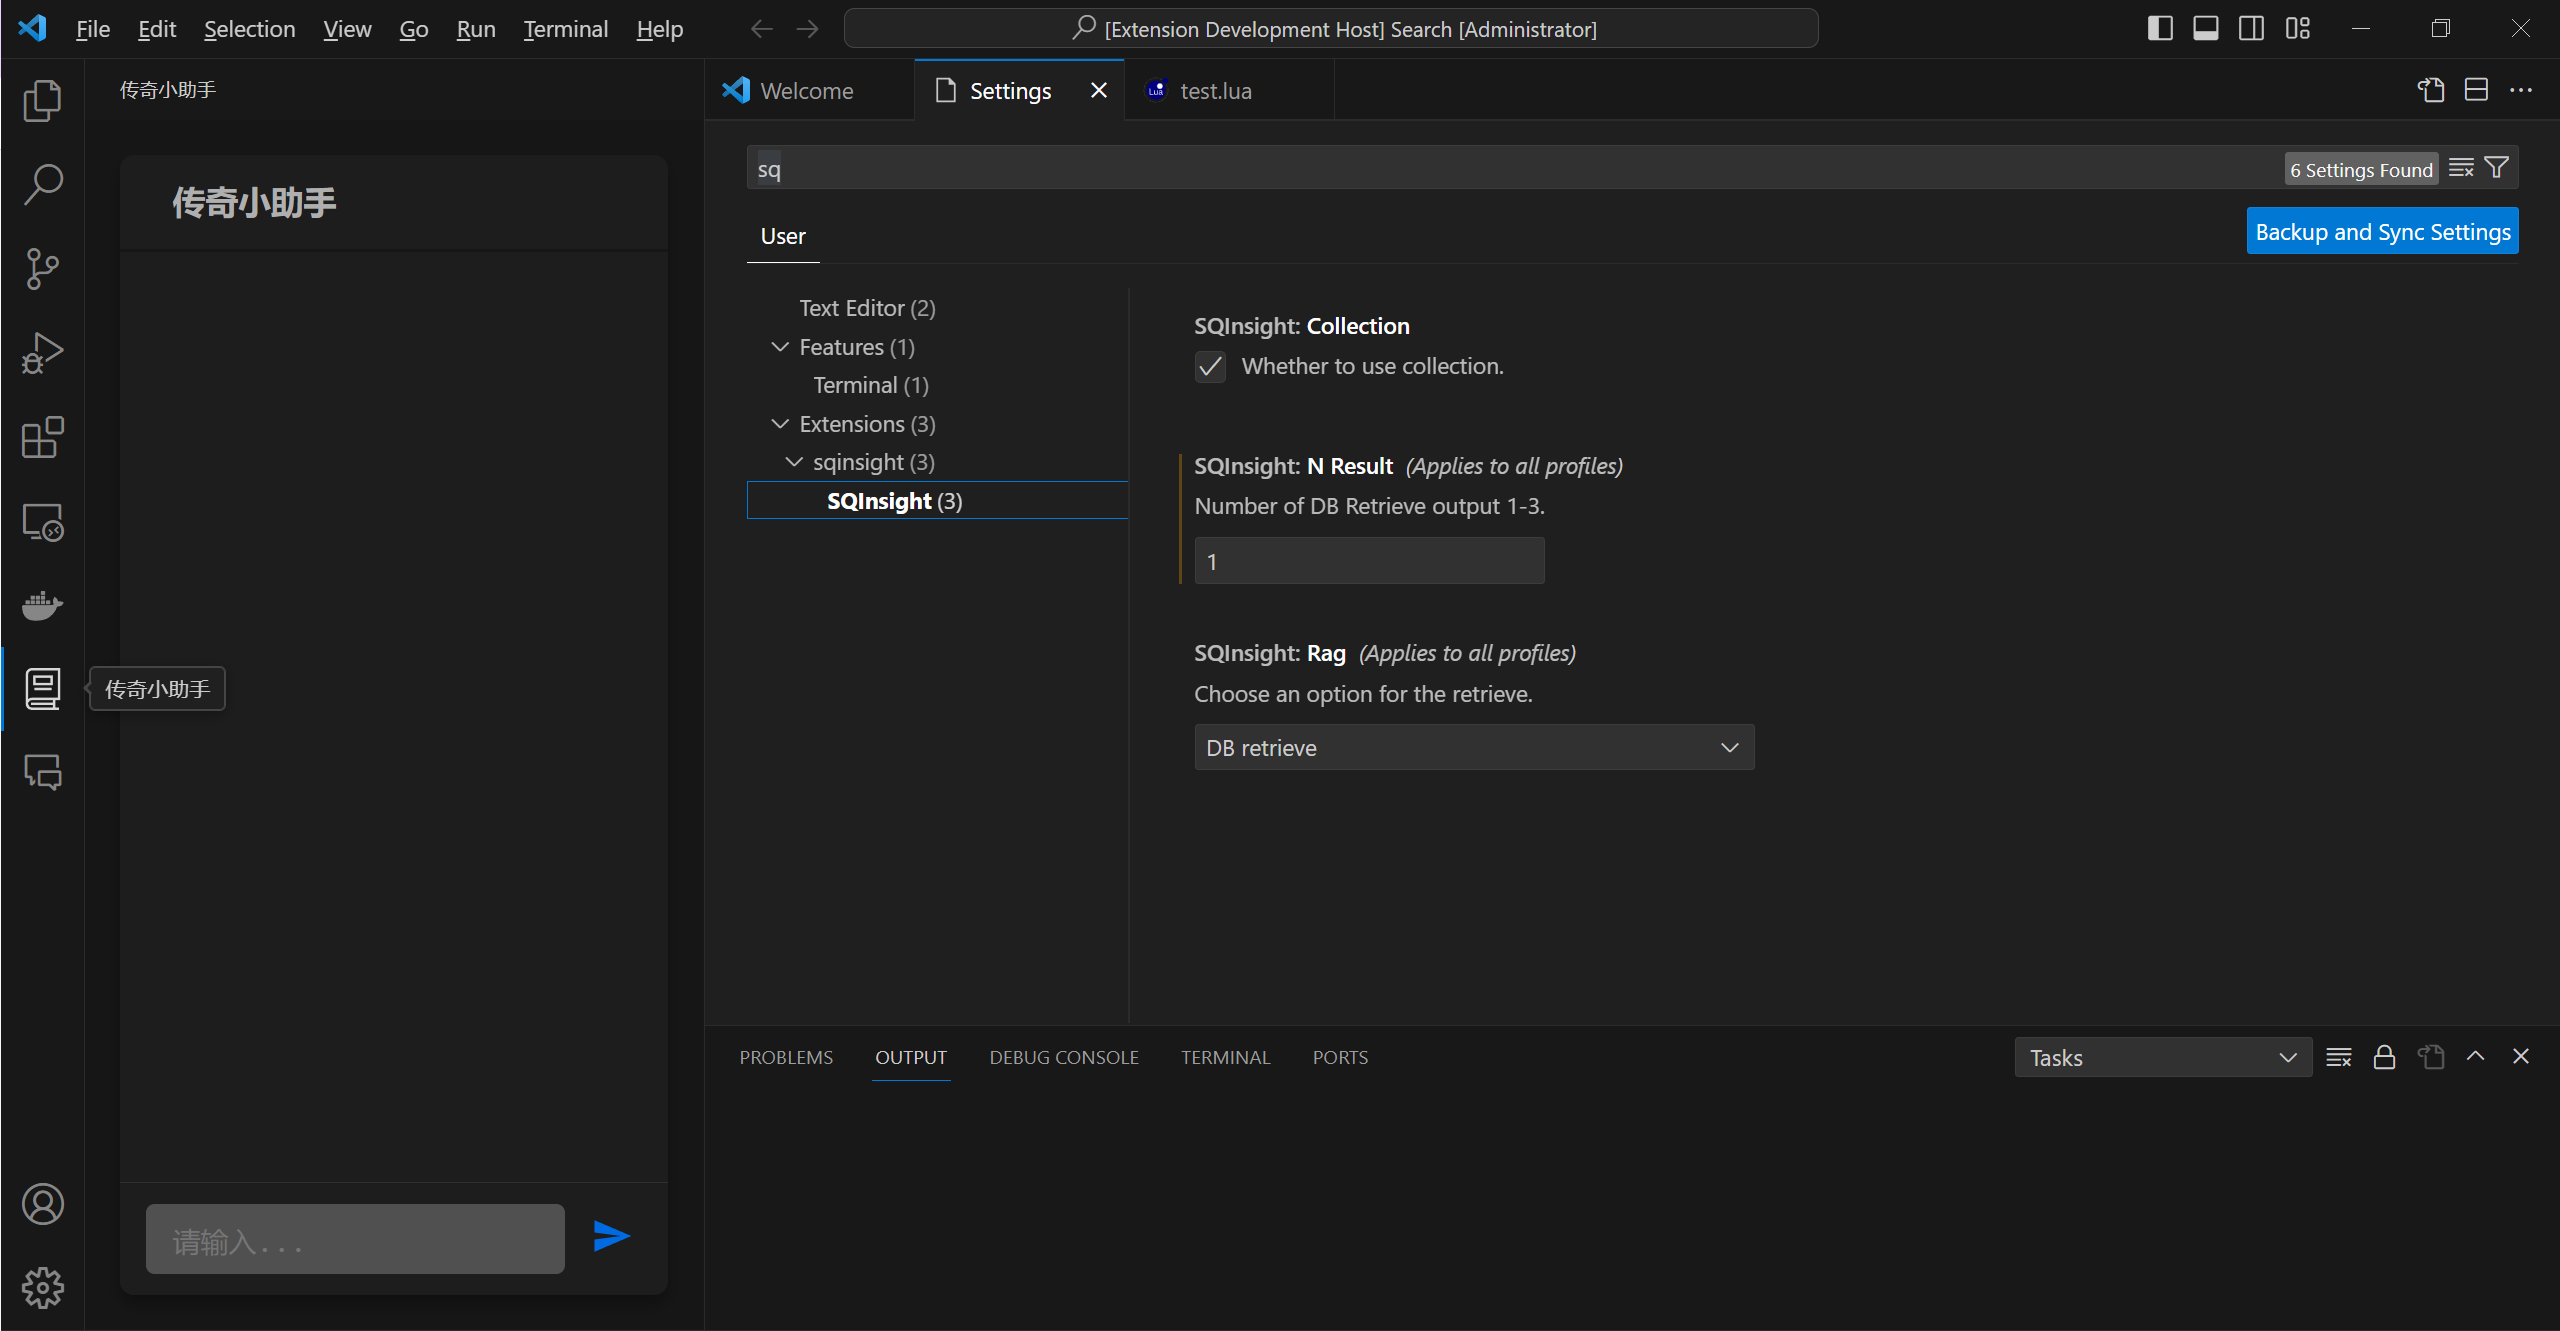 File Edit Selection View Go Run Terminal Help
[Extension Development Host] Search [Administrator]
传奇小助手
传奇小助手
传奇小助手
请输入...
Welcome
Settings
Lua test.lua
sq
6 Settings Found
User
Backup and Sync Settings
Text Editor (2)
Features (1)
Terminal (1)
Extensions (3)
sqinsight (3)
SQInsight (3)
SQInsight: Collection
Whether to use collection.
SQInsight: N Result (Applies to all profiles)
Number of DB Retrieve output 1-3.
1
SQInsight: Rag (Applies to all profiles)
Choose an option for the retrieve.
DB retrieve
PROBLEMS OUTPUT DEBUG CONSOLE TERMINAL PORTS
Tasks